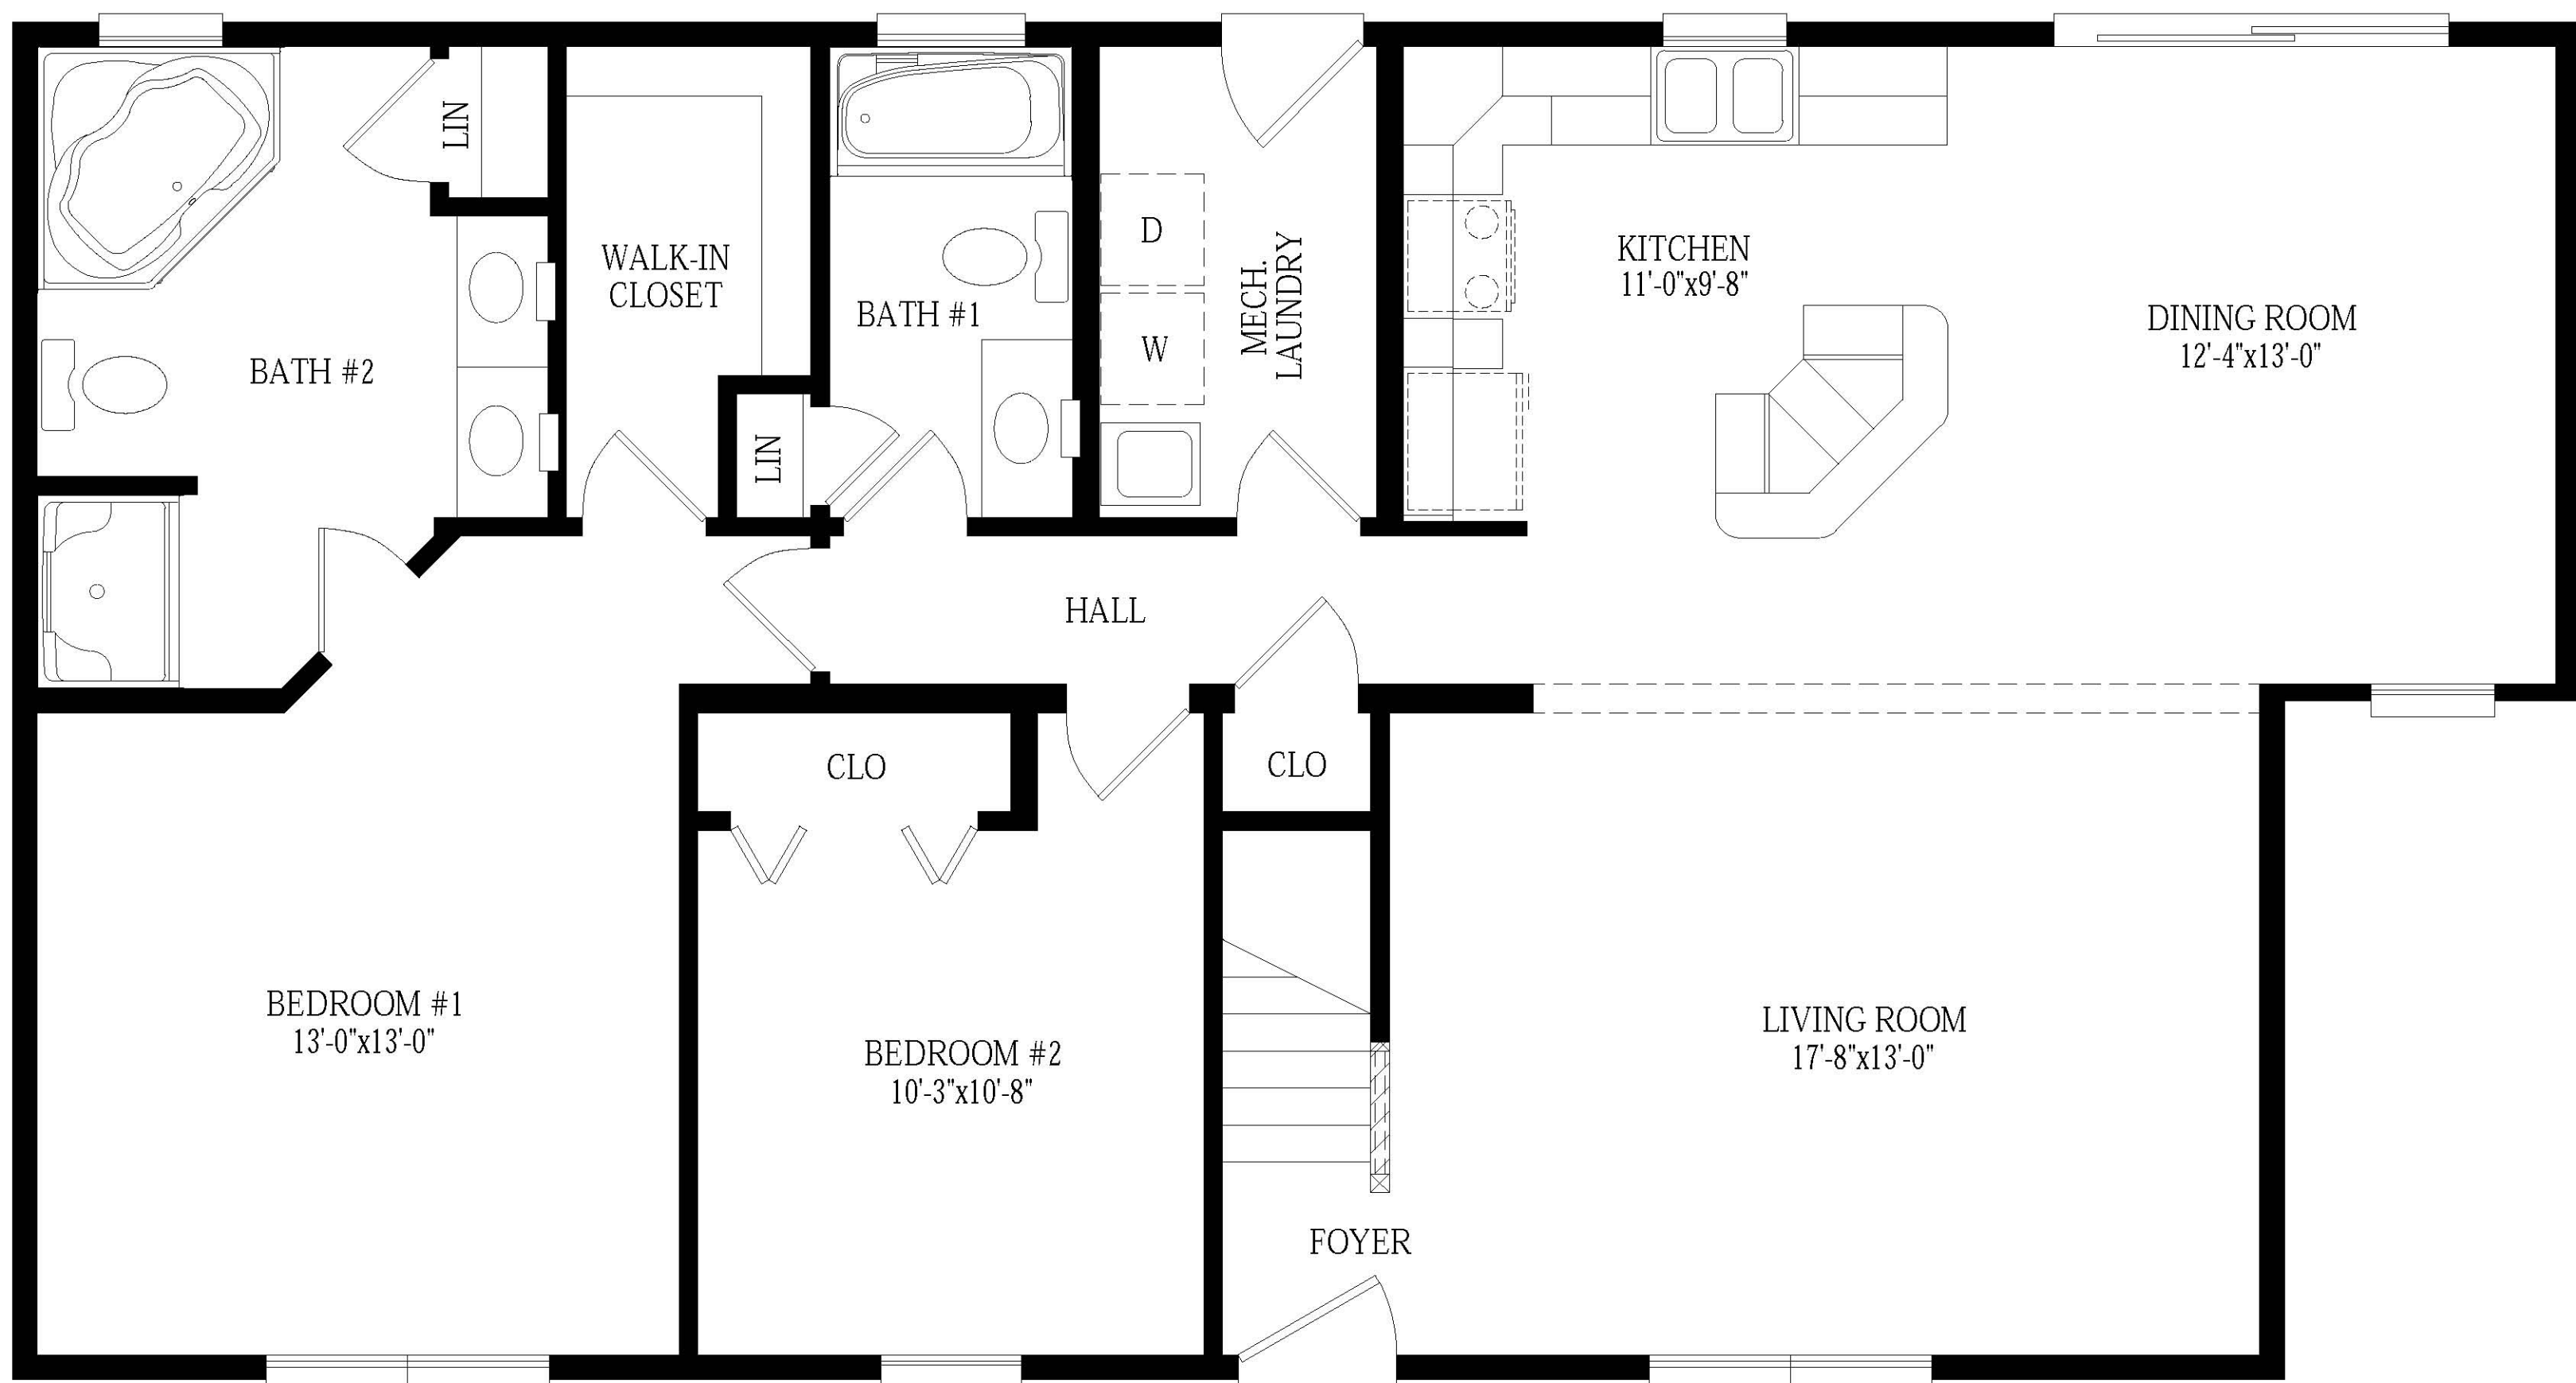 LIN
WALK-IN
CLOSET
BATH #1
BATH #2
LIN
D
W
MECH.
LAUNDRY
KITCHEN
11'-0"x9'-8"
DINING ROOM
12'-4"x13'-0"
HALL
CLO
CLO
BEDROOM #1
13'-0"x13'-0"
BEDROOM #2
10'-3"x10'-8"
LIVING ROOM
17'-8"x13'-0"
FOYER